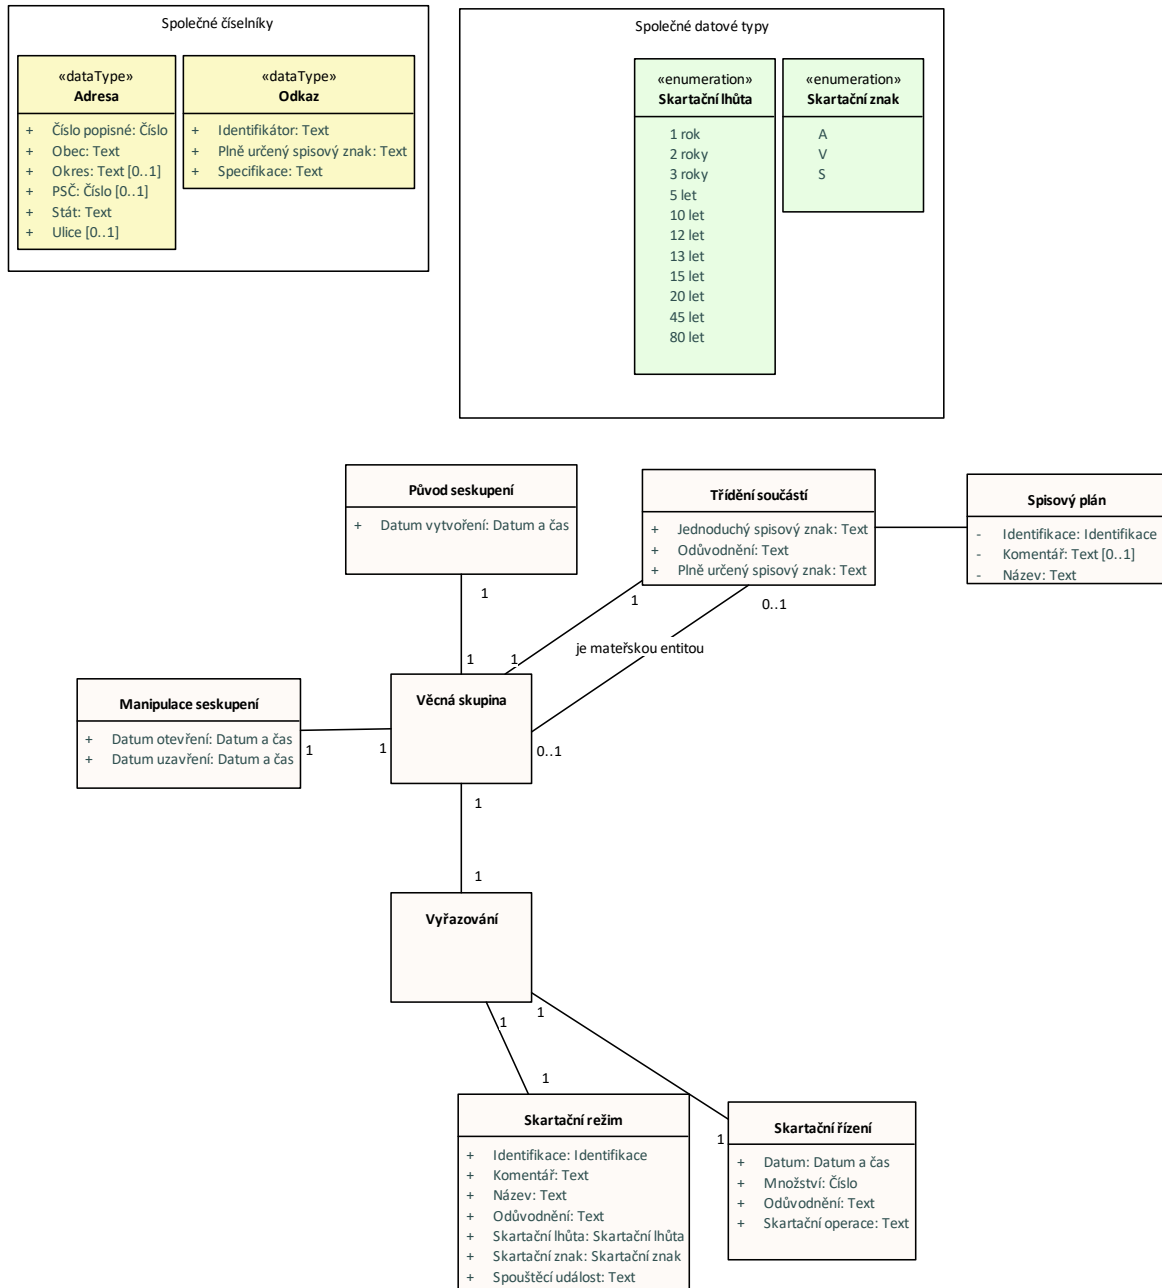 Společné číselníky
«dataType»
Adresa
+ Číslo popisné: Číslo
+ Obec: Text
+ Okres: Text [0..1]
+ PSČ: Číslo [0..1]
+ Stát: Text
+ Ulice [0..1]
«dataType»
Odkaz
+ Identifikátor: Text
+ Plně určený spisový znak: Text
+ Specifikace: Text
Společné datové typy
«enumeration»
Skartační lhůta
1 rok
2 roky
3 roky
5 let
10 let
12 let
13 let
15 let
20 let
45 let
80 let
«enumeration»
Skartační znak
A
V
S
Původ seskupení
+ Datum vytvoření: Datum a čas
Třídění součástí
+ Jednoduchý spisový znak: Text
+ Odůvodnění: Text
+ Plně určený spisový znak: Text
Spisový plán
- Identifikace: Identifikace
- Komentář: Text [0..1]
- Název: Text
1
1
0..1
je mateřskou entitou
1
1
Manipulace seskupení
+ Datum otevření: Datum a čas
+ Datum uzavření: Datum a čas
Věcná skupina
1
1
0..1
1
1
Vyřazování
1
1
1
1
Skartační režim
+ Identifikace: Identifikace
+ Komentář: Text
+ Název: Text
+ Odůvodnění: Text
+ Skartační lhůta: Skartační lhůta
+ Skartační znak: Skartační znak
+ Spouštěcí událost: Text
Skartační řízení
+ Datum: Datum a čas
+ Množství: Číslo
+ Odůvodnění: Text
+ Skartační operace: Text